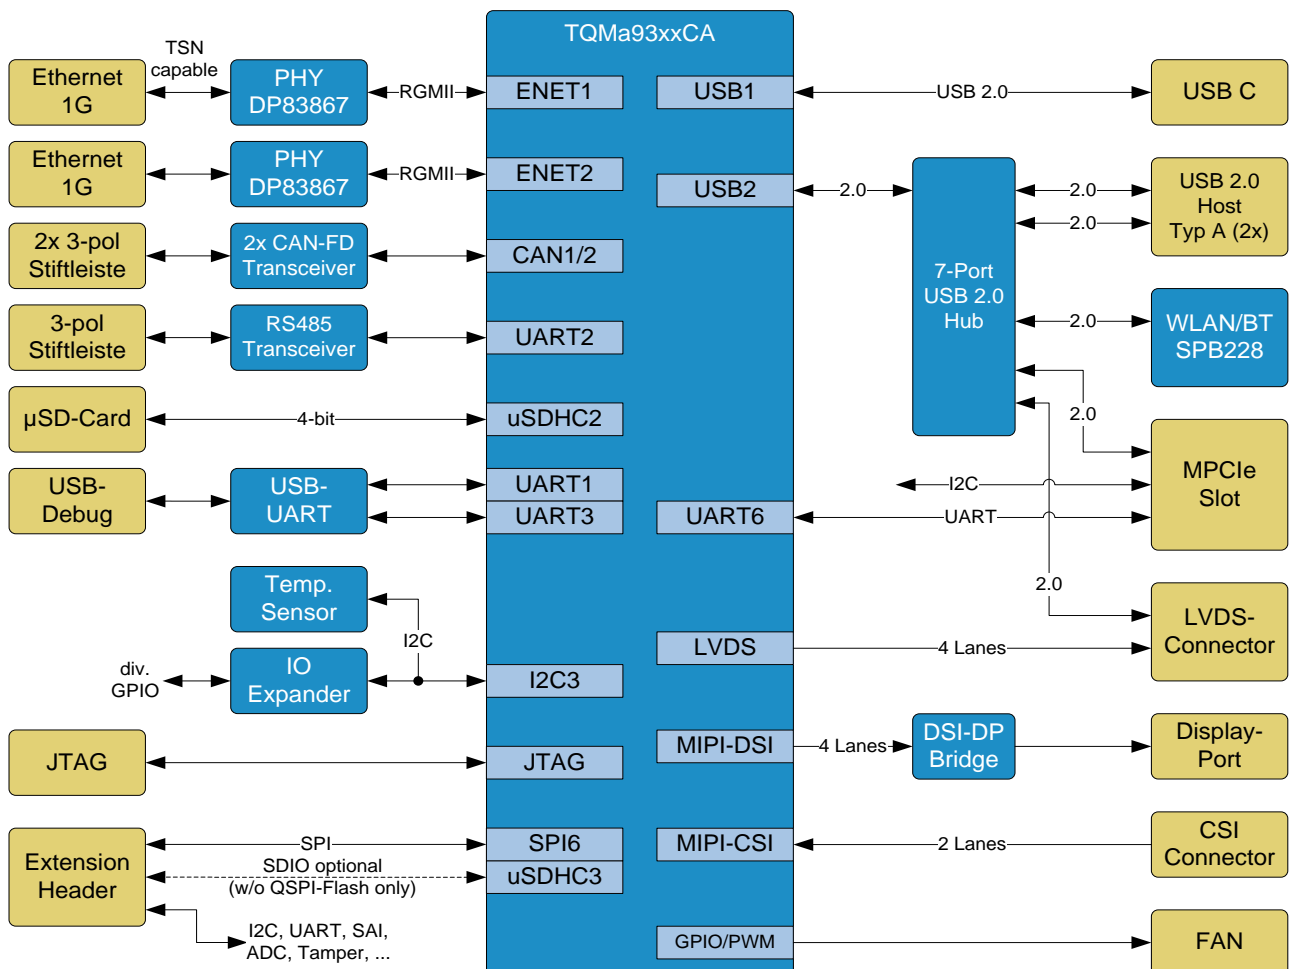 TQMa93xxCA
Ethernet
1G
TSN
capable
PHY
DP83867
RGMII
ENET1
USB1
USB 2.0
USB C
Ethernet
1G
PHY
DP83867
RGMII
ENET2
USB2
2.0
7-Port
USB 2.0
Hub
2.0
2.0
USB 2.0
Host
Typ A (2x)
2x 3-pol
Stiftleiste
2x CAN-FD
Transceiver
CAN1/2
3-pol
Stiftleiste
RS485
Transceiver
UART2
2.0
WLAN/BT
SPB228
µSD-Card
4-bit
uSDHC2
2.0
MPCIe
Slot
USB-
Debug
USB-
UART
UART1
UART3
I2C
UART6
UART
Temp.
Sensor
I2C
2.0
LVDS
4 Lanes
LVDS-
Connector
div.
GPIO
IO
Expander
I2C3
JTAG
JTAG
MIPI-DSI
4 Lanes
DSI-DP
Bridge
Display-
Port
Extension
Header
SPI
SPI6
SDIO optional
(w/o QSPI-Flash only)
uSDHC3
I2C, UART, SAI,
ADC, Tamper, ...
MIPI-CSI
2 Lanes
CSI
Connector
GPIO/PWM
FAN